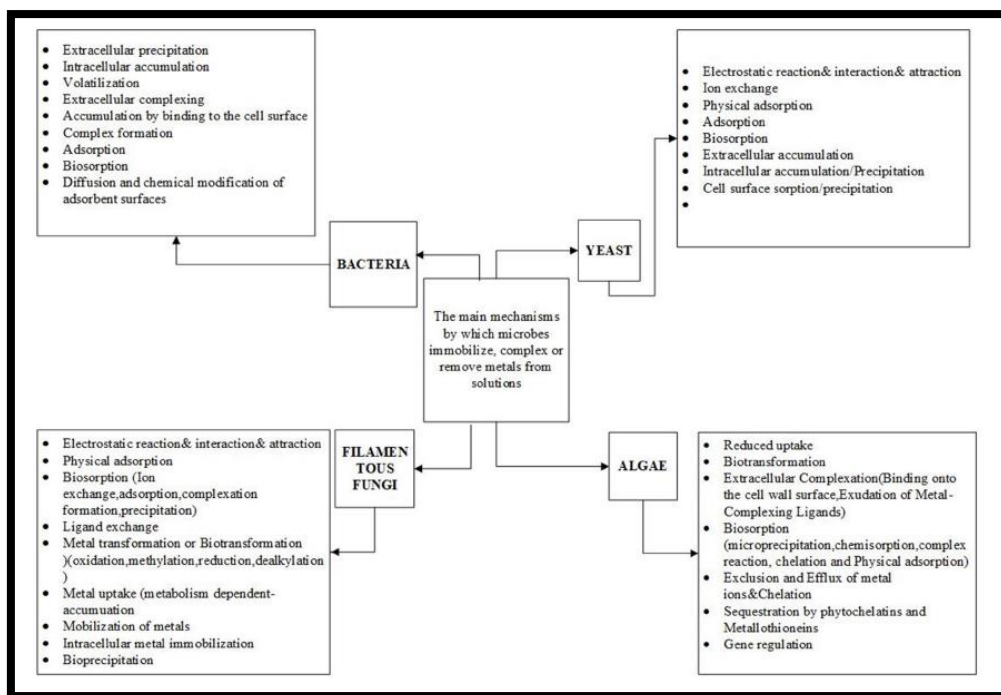 • Extracellular precipitation
• Intracellular accumulation
• Volatilization
• Extracellular complexing
• Accumulation by binding to the cell surface
• Complex formation
• Adsorption
• Biosorption
• Diffusion and chemical modification of
adsorbent surfaces
• Electrostatic reaction& interaction& attraction
• Ion exchange
• Physical adsorption
• Adsorption
• Biosorption
• Extracellular accumulation
• Intracellular accumulation/Precipitation
• Cell surface sorption/precipitation
•
BACTERIA
YEAST
The main mechanisms
by which microbes
immobilize, complex or
remove metals from
solutions
• Electrostatic reaction& interaction& attraction
• Physical adsorption
• Biosorption (Ion
exchange,adsorption,complexation
formation,precipitation)
• Ligand exchange
• Metal transformation or Biotransformation
)(oxidation,methylation,reduction,dealkylation
)
• Metal uptake (metabolism dependent-
accumuation
• Mobilization of metals
• Intracellular metal immobilization
• Bioprecipitation
FILAMEN
TOUS
FUNGI
ALGAE
• Reduced uptake
• Biotransformation
• Extracellular Complexation(Binding onto
the cell wall surface,Exudation of Metal-
Complexing Ligands)
• Biosorption
(microprecipitation,chemisorption,complex
reaction, chelation and Physical adsorption)
• Exclusion and Efflux of metal
ions&Chelation
• Sequestration by phytochelatins and
Metallothioneins
• Gene regulation